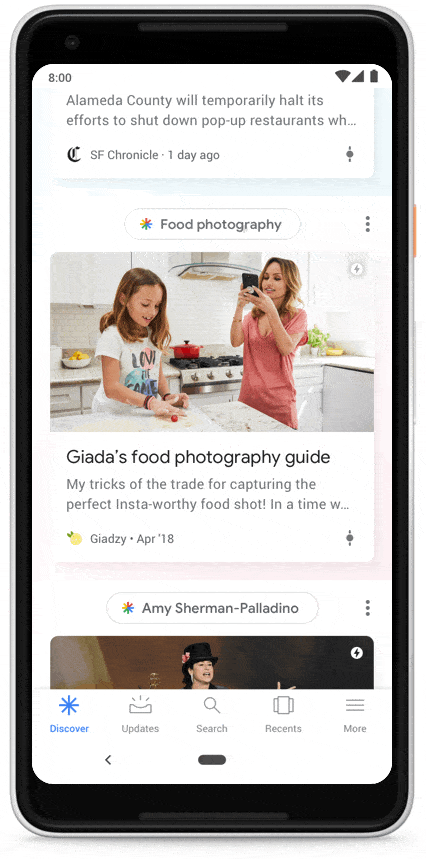 8:00
Alameda County will temporarily halt its
efforts to shut down pop-up restaurants wh...
SF Chronicle · 1 day ago
Food photography
LOVE
Giada's food photography guide
My tricks of the trade for capturing the
perfect Insta-worthy food shot! In a time w...
Giadzy • Apr '18
Amy Sherman-Palladino
Discover
Updates
Search
Recents
More